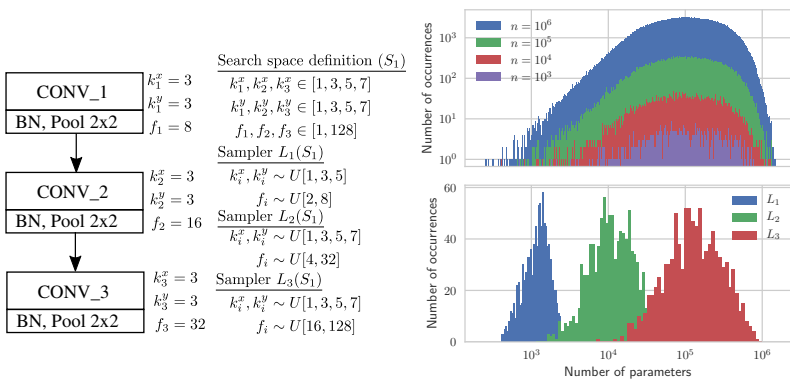 CONV_1
BN, Pool 2x2
k_1^x = 3
k_1^y = 3
f_1 = 8
CONV_2
BN, Pool 2x2
k_2^x = 3
k_2^y = 3
f_2 = 16
CONV_3
BN, Pool 2x2
k_3^x = 3
k_3^y = 3
f_3 = 32
Search space definition (S_1)
k_1^x, k_2^x, k_3^x ∈ [1, 3, 5, 7]
k_1^y, k_2^y, k_3^y ∈ [1, 3, 5, 7]
f_1, f_2, f_3 ∈ [1, 128]
Sampler L_1(S_1)
k_i^x, k_i^y ∼ U[1, 3, 5]
f_i ∼ U[2, 8]
Sampler L_2(S_1)
k_i^x, k_i^y ∼ U[1, 3, 5, 7]
f_i ∼ U[4, 32]
Sampler L_3(S_1)
k_i^x, k_i^y ∼ U[1, 3, 5, 7]
f_i ∼ U[16, 128]
Number of occurrences
10^3
10^2
10^1
10^0
n = 10^6
n = 10^5
n = 10^4
n = 10^3
Number of occurrences
60
40
20
0
L_1
L_2
L_3
10^3
10^4
10^5
10^6
Number of parameters